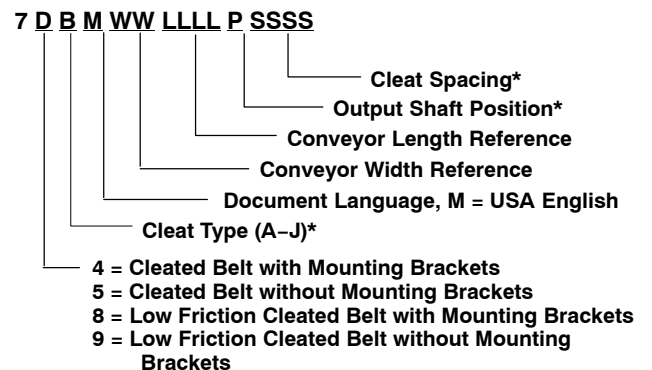 7 D B M WW LLLL P SSSS
Cleat Spacing*
Output Shaft Position*
Conveyor Length Reference
Conveyor Width Reference
Document Language, M = USA English
Cleat Type (A–J)*
4 = Cleated Belt with Mounting Brackets
5 = Cleated Belt without Mounting Brackets
8 = Low Friction Cleated Belt with Mounting Brackets
9 = Low Friction Cleated Belt without Mounting
Brackets